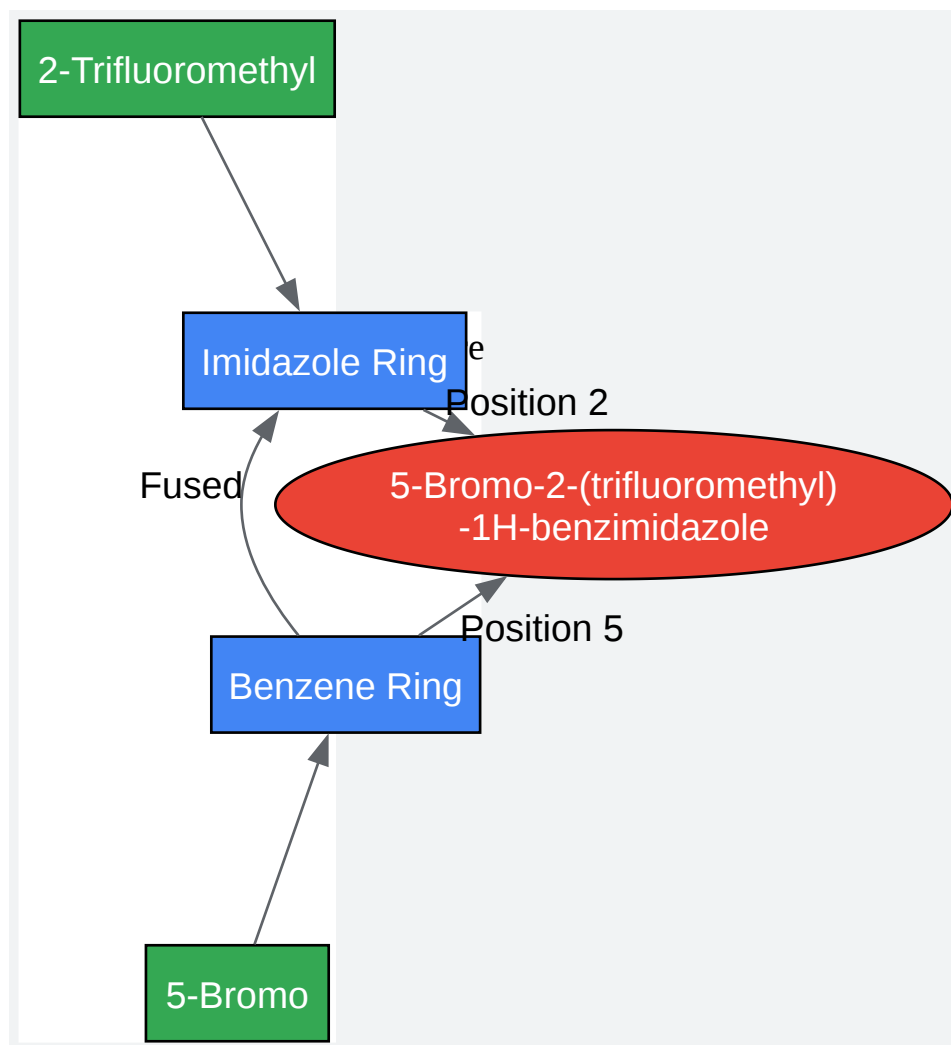 2-Trifluoromethyl
Imidazole Ring
Position 2
Fused
5-Bromo-2-(trifluoromethyl)
-1H-benzimidazole
Position 5
Benzene Ring
5-Bromo